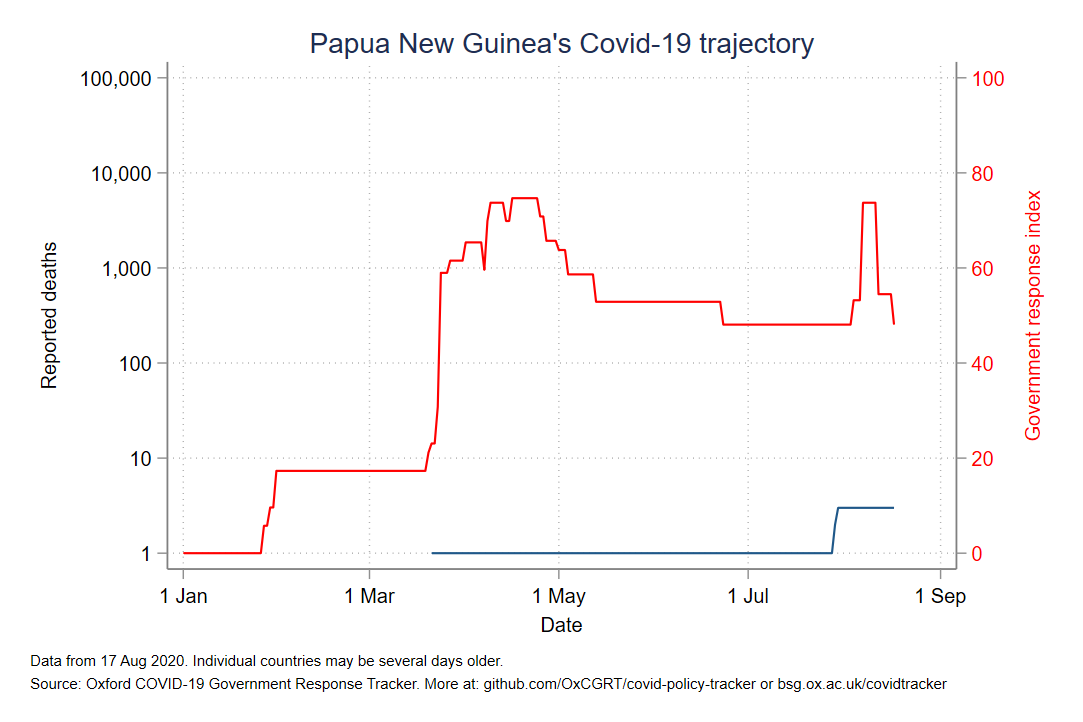 Papua New Guinea's Covid-19 trajectory
100,000
10,000
1,000
100
10
1
Reported deaths
100
80
60
40
20
0
Government response index
1 Jan
1 Mar
1 May
1 Jul
1 Sep
Date
Data from 17 Aug 2020. Individual countries may be several days older.
Source: Oxford COVID-19 Government Response Tracker. More at: github.com/OxCGRT/covid-policy-tracker or bsg.ox.ac.uk/covidtracker